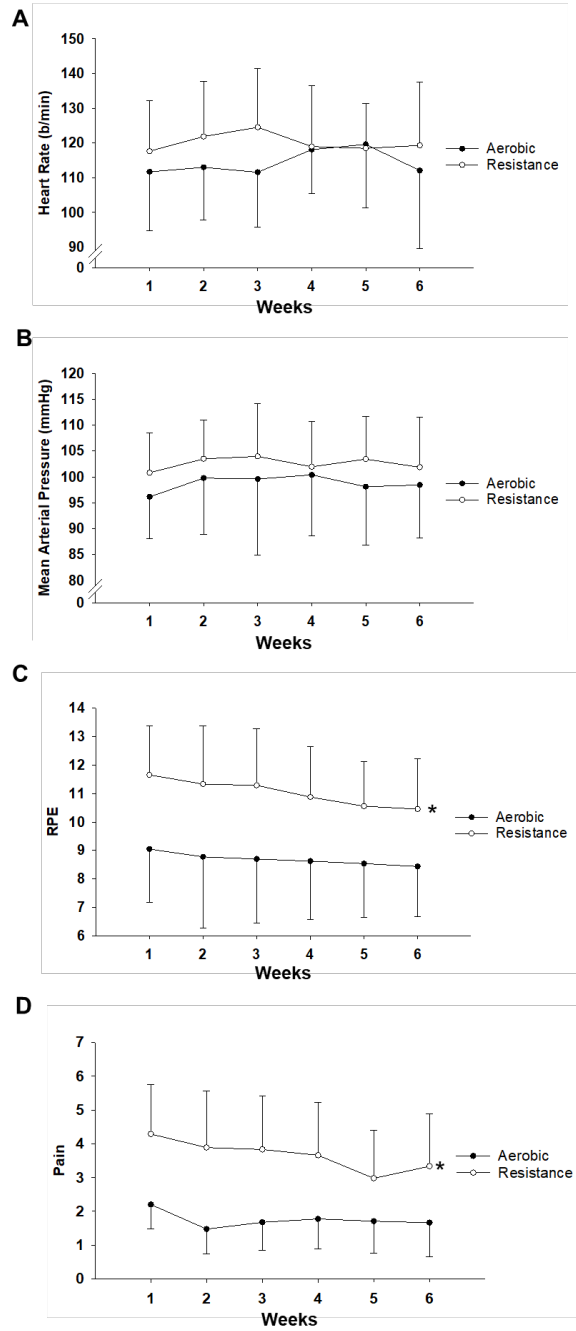 A
Heart Rate (b/min)
150
140
130
120
110
100
90
0
1 2 3 4 5 6
Weeks
Aerobic
Resistance
B
Mean Arterial Pressure (mmHg)
120
115
110
105
100
95
90
85
80
0
1 2 3 4 5 6
Weeks
Aerobic
Resistance
C
RPE
14
13
12
11
10
9
8
7
6
*
1 2 3 4 5 6
Weeks
Aerobic
Resistance
D
Pain
7
6
5
4
3
2
1
0
*
1 2 3 4 5 6
Weeks
Aerobic
Resistance